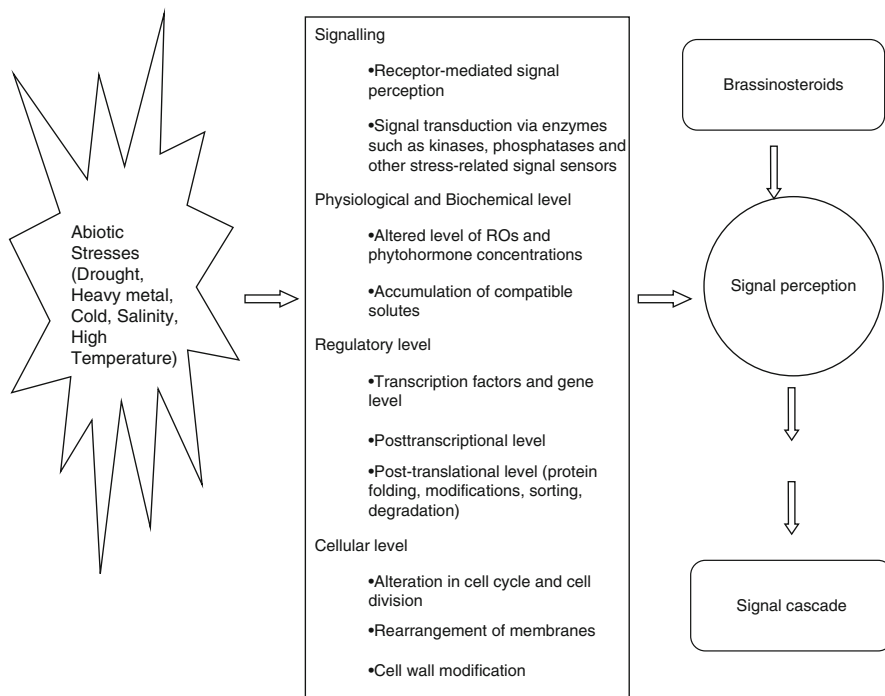 Abiotic
Stresses
(Drought,
Heavy metal,
Cold, Salinity,
High
Temperature)
Signalling
•Receptor-mediated signal
perception
•Signal transduction via enzymes
such as kinases, phosphatases and
other stress-related signal sensors
Physiological and Biochemical level
•Altered level of ROs and
phytohormone concentrations
•Accumulation of compatible
solutes
Regulatory level
•Transcription factors and gene
level
•Posttranscriptional level
•Post-translational level (protein
folding, modifications, sorting,
degradation)
Cellular level
•Alteration in cell cycle and cell
division
•Rearrangement of membranes
•Cell wall modification
Brassinosteroids
Signal perception
Signal cascade